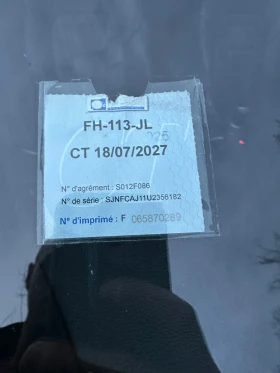 FH-113-JL
CT 18/07/2027
N° d'agrément : S012F086
N° de série : SJNFCAJ11U2356182
N° d'imprimé : F 065870289